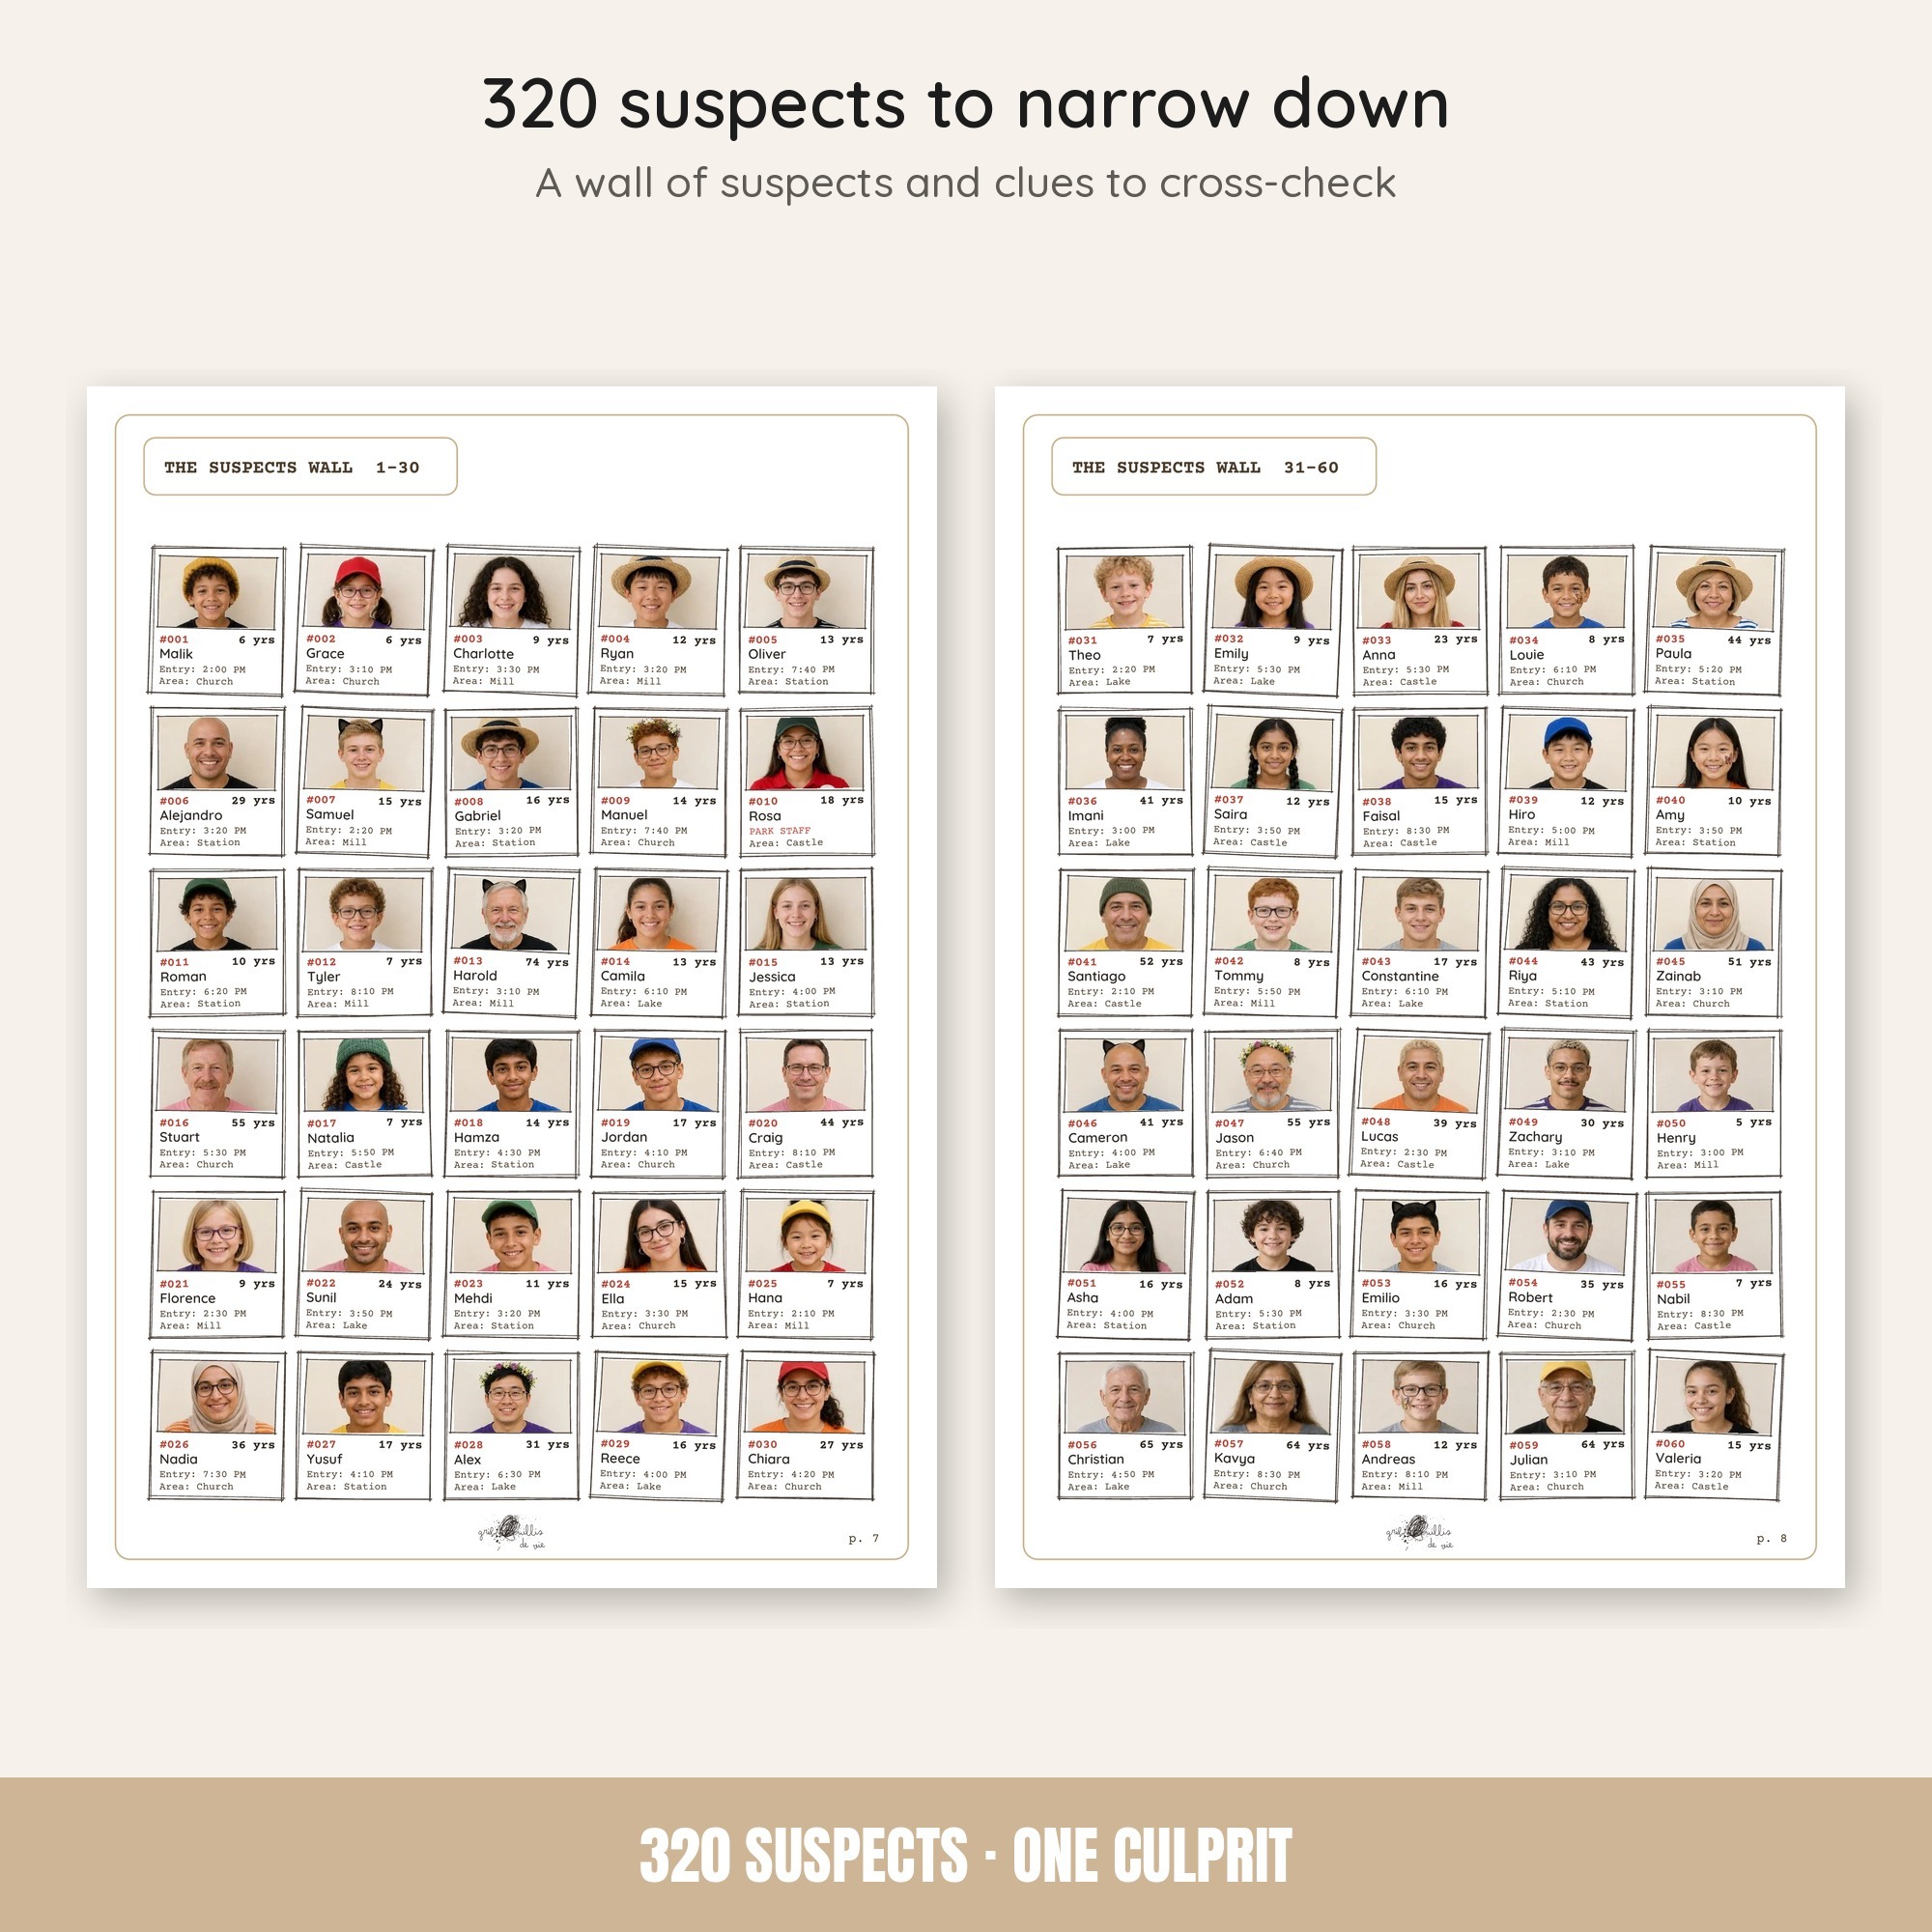 320 suspects to narrow down
A wall of suspects and clues to cross-check
THE SUSPECTS WALL 1-30
#001 6 yrs
Malik
Entry: 2:00 PM
Area: Church
#002 6 yrs
Grace
Entry: 3:10 PM
Area: Church
#003 9 yrs
Charlotte
Entry: 3:30 PM
Area: Mill
#004 12 yrs
Ryan
Entry: 3:20 PM
Area: Mill
#005 13 yrs
Oliver
Entry: 7:40 PM
Area: Station
#006 29 yrs
Alejandro
Entry: 3:20 PM
Area: Station
#007 15 yrs
Samuel
Entry: 2:20 PM
Area: Mill
#008 16 yrs
Gabriel
Entry: 3:20 PM
Area: Station
#009 14 yrs
Manuel
Entry: 7:40 PM
Area: Church
#010 18 yrs
Rosa
PARK STAFF
Area: Castle
#011 10 yrs
Roman
Entry: 6:20 PM
Area: Station
#012 7 yrs
Tyler
Entry: 8:10 PM
Area: Mill
#013 74 yrs
Harold
Entry: 3:10 PM
Area: Mill
#014 13 yrs
Camila
Entry: 6:10 PM
Area: Lake
#015 13 yrs
Jessica
Entry: 4:00 PM
Area: Station
#016 55 yrs
Stuart
Entry: 5:30 PM
Area: Church
#017 7 yrs
Natalia
Entry: 5:50 PM
Area: Castle
#018 14 yrs
Hamza
Entry: 4:30 PM
Area: Station
#019 17 yrs
Jordan
Entry: 4:10 PM
Area: Church
#020 44 yrs
Craig
Entry: 8:10 PM
Area: Castle
#021 9 yrs
Florence
Entry: 2:30 PM
Area: Mill
#022 24 yrs
Sunil
Entry: 3:50 PM
Area: Lake
#023 11 yrs
Mehdi
Entry: 3:20 PM
Area: Station
#024 15 yrs
Ella
Entry: 3:30 PM
Area: Church
#025 7 yrs
Hana
Entry: 2:10 PM
Area: Mill
#026 36 yrs
Nadia
Entry: 7:30 PM
Area: Church
#027 17 yrs
Yusuf
Entry: 4:10 PM
Area: Station
#028 31 yrs
Alex
Entry: 6:30 PM
Area: Lake
#029 16 yrs
Reece
Entry: 4:00 PM
Area: Lake
#030 27 yrs
Chiara
Entry: 4:20 PM
Area: Church
de vie
p. 7
THE SUSPECTS WALL 31-60
#031 7 yrs
Theo
Entry: 2:20 PM
Area: Lake
#032 9 yrs
Emily
Entry: 5:30 PM
Area: Lake
#033 23 yrs
Anna
Entry: 5:30 PM
Area: Castle
#034 8 yrs
Louie
Entry: 6:10 PM
Area: Church
#035 44 yrs
Paula
Entry: 5:20 PM
Area: Station
#036 41 yrs
Imani
Entry: 3:00 PM
Area: Lake
#037 12 yrs
Saira
Entry: 3:50 PM
Area: Castle
#038 15 yrs
Faisal
Entry: 8:30 PM
Area: Castle
#039 12 yrs
Hiro
Entry: 5:00 PM
Area: Mill
#040 10 yrs
Amy
Entry: 3:50 PM
Area: Station
#041 52 yrs
Santiago
Entry: 2:10 PM
Area: Castle
#042 8 yrs
Tommy
Entry: 5:50 PM
Area: Mill
#043 17 yrs
Constantine
Entry: 6:10 PM
Area: Lake
#044 43 yrs
Riya
Entry: 5:10 PM
Area: Station
#045 51 yrs
Zainab
Entry: 3:10 PM
Area: Church
#046 41 yrs
Cameron
Entry: 4:00 PM
Area: Lake
#047 55 yrs
Jason
Entry: 6:40 PM
Area: Church
#048 39 yrs
Lucas
Entry: 2:30 PM
Area: Castle
#049 30 yrs
Zachary
Entry: 3:10 PM
Area: Lake
#050 5 yrs
Henry
Entry: 3:00 PM
Area: Mill
#051 16 yrs
Asha
Entry: 4:00 PM
Area: Station
#052 8 yrs
Adam
Entry: 5:30 PM
Area: Station
#053 16 yrs
Emilio
Entry: 3:30 PM
Area: Church
#054 35 yrs
Robert
Entry: 2:30 PM
Area: Church
#055 7 yrs
Nabil
Entry: 8:30 PM
Area: Castle
#056 65 yrs
Christian
Entry: 4:50 PM
Area: Lake
#057 64 yrs
Kavya
Entry: 8:30 PM
Area: Church
#058 12 yrs
Andreas
Entry: 8:10 PM
Area: Mill
#059 64 yrs
Julian
Entry: 3:10 PM
Area: Church
#060 15 yrs
Valeria
Entry: 3:20 PM
Area: Castle
de vie
p. 8
320 SUSPECTS · ONE CULPRIT